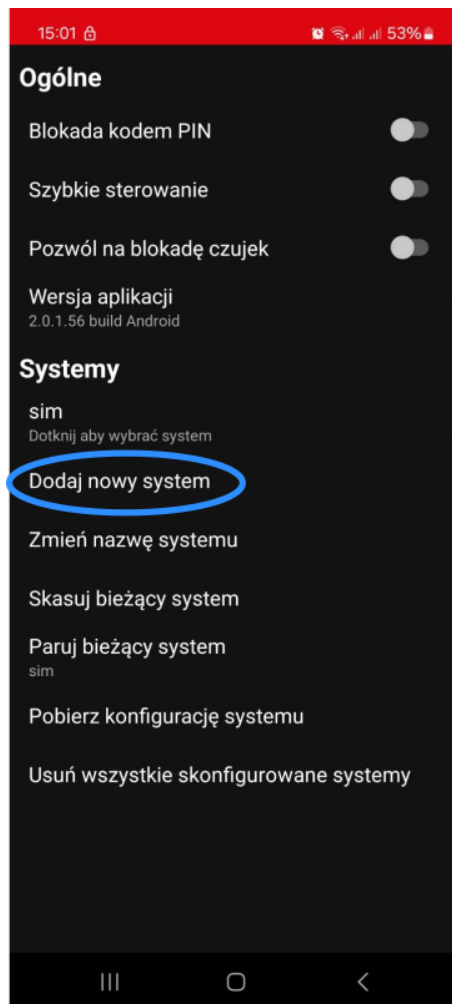 15:01 53%
Ogólne
Blokada kodem PIN
Szybkie sterowanie
Pozwól na blokadę czujek
Wersja aplikacji
2.0.1.56 build Android
Systemy
sim
Dotknij aby wybrać system
Dodaj nowy system
Zmień nazwę systemu
Skasuj bieżący system
Paruj bieżący system
sim
Pobierz konfigurację systemu
Usuń wszystkie skonfigurowane systemy